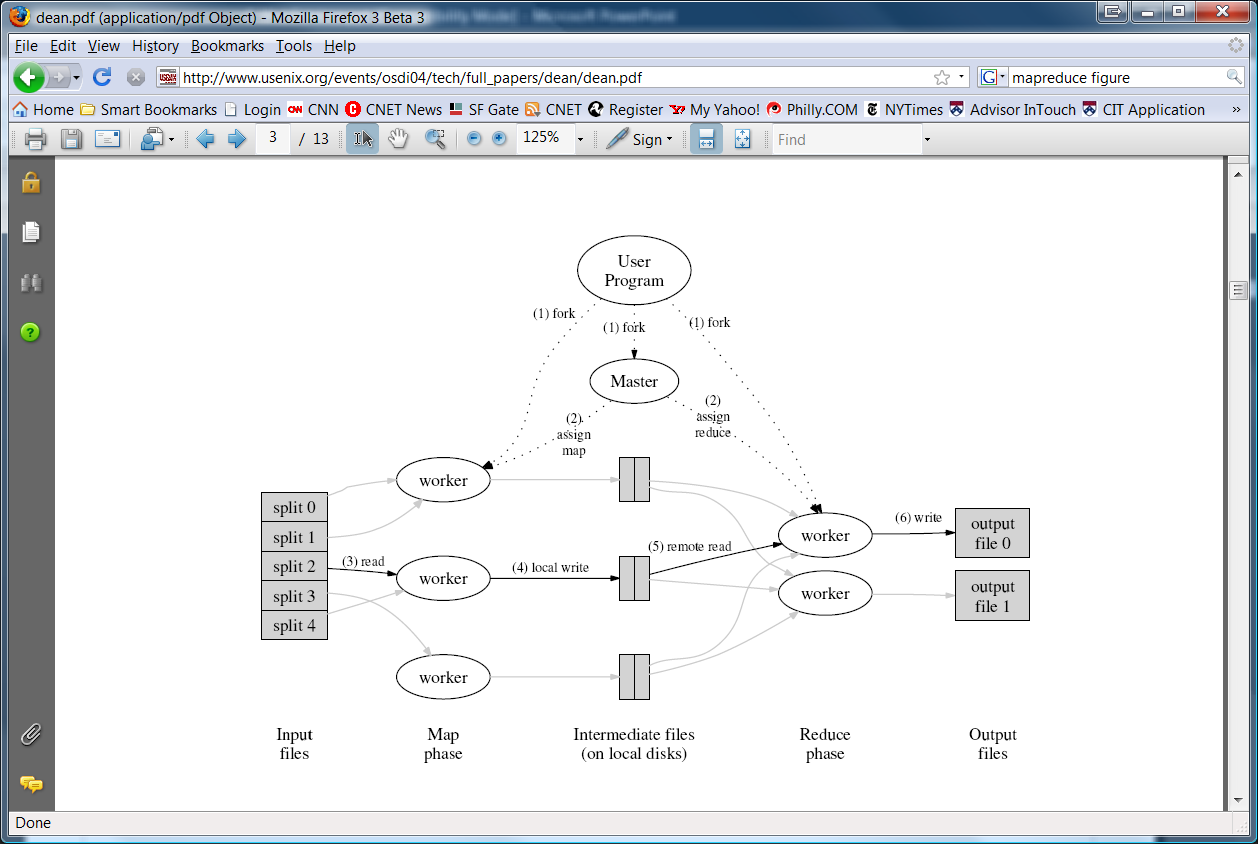 dean.pdf (application/pdf Object) - Mozilla Firefox 3 Beta 3
File Edit View History Bookmarks Tools Help
http://www.usenix.org/events/osdi04/tech/full_papers/dean/dean.pdf
G mapreduce figure
Home Smart Bookmarks Login CNN CNET News SF Gate CNET Register My Yahoo! Philly.COM NYTimes Advisor InTouch CIT Application »
3 / 13 125% Sign Find
User
Program
(1) fork
(1) fork
(1) fork
Master
(2)
assign
map
(2)
assign
reduce
split 0
split 1
split 2
split 3
split 4
(3) read
worker
worker
worker
(4) local write
(5) remote read
worker
worker
(6) write
output
file 0
output
file 1
Input
files
Map
phase
Intermediate files
(on local disks)
Reduce
phase
Output
files
Done